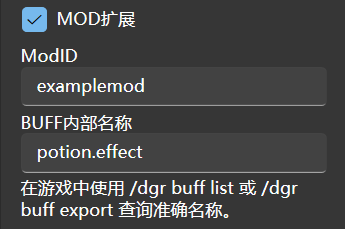 MOD扩展
ModID
examplemod
BUFF内部名称
potion.effect
在游戏中使用 /dgr buff list 或 /dgr
buff export 查询准确名称。